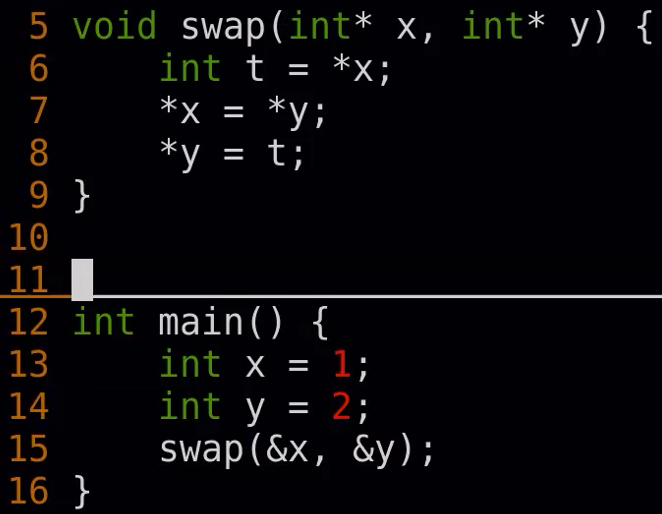 5 void swap(int* x, int* y) {
6     int t = *x;
7     *x = *y;
8     *y = t;
9 }
10
11
12 int main() {
13     int x = 1;
14     int y = 2;
15     swap(&x, &y);
16 }